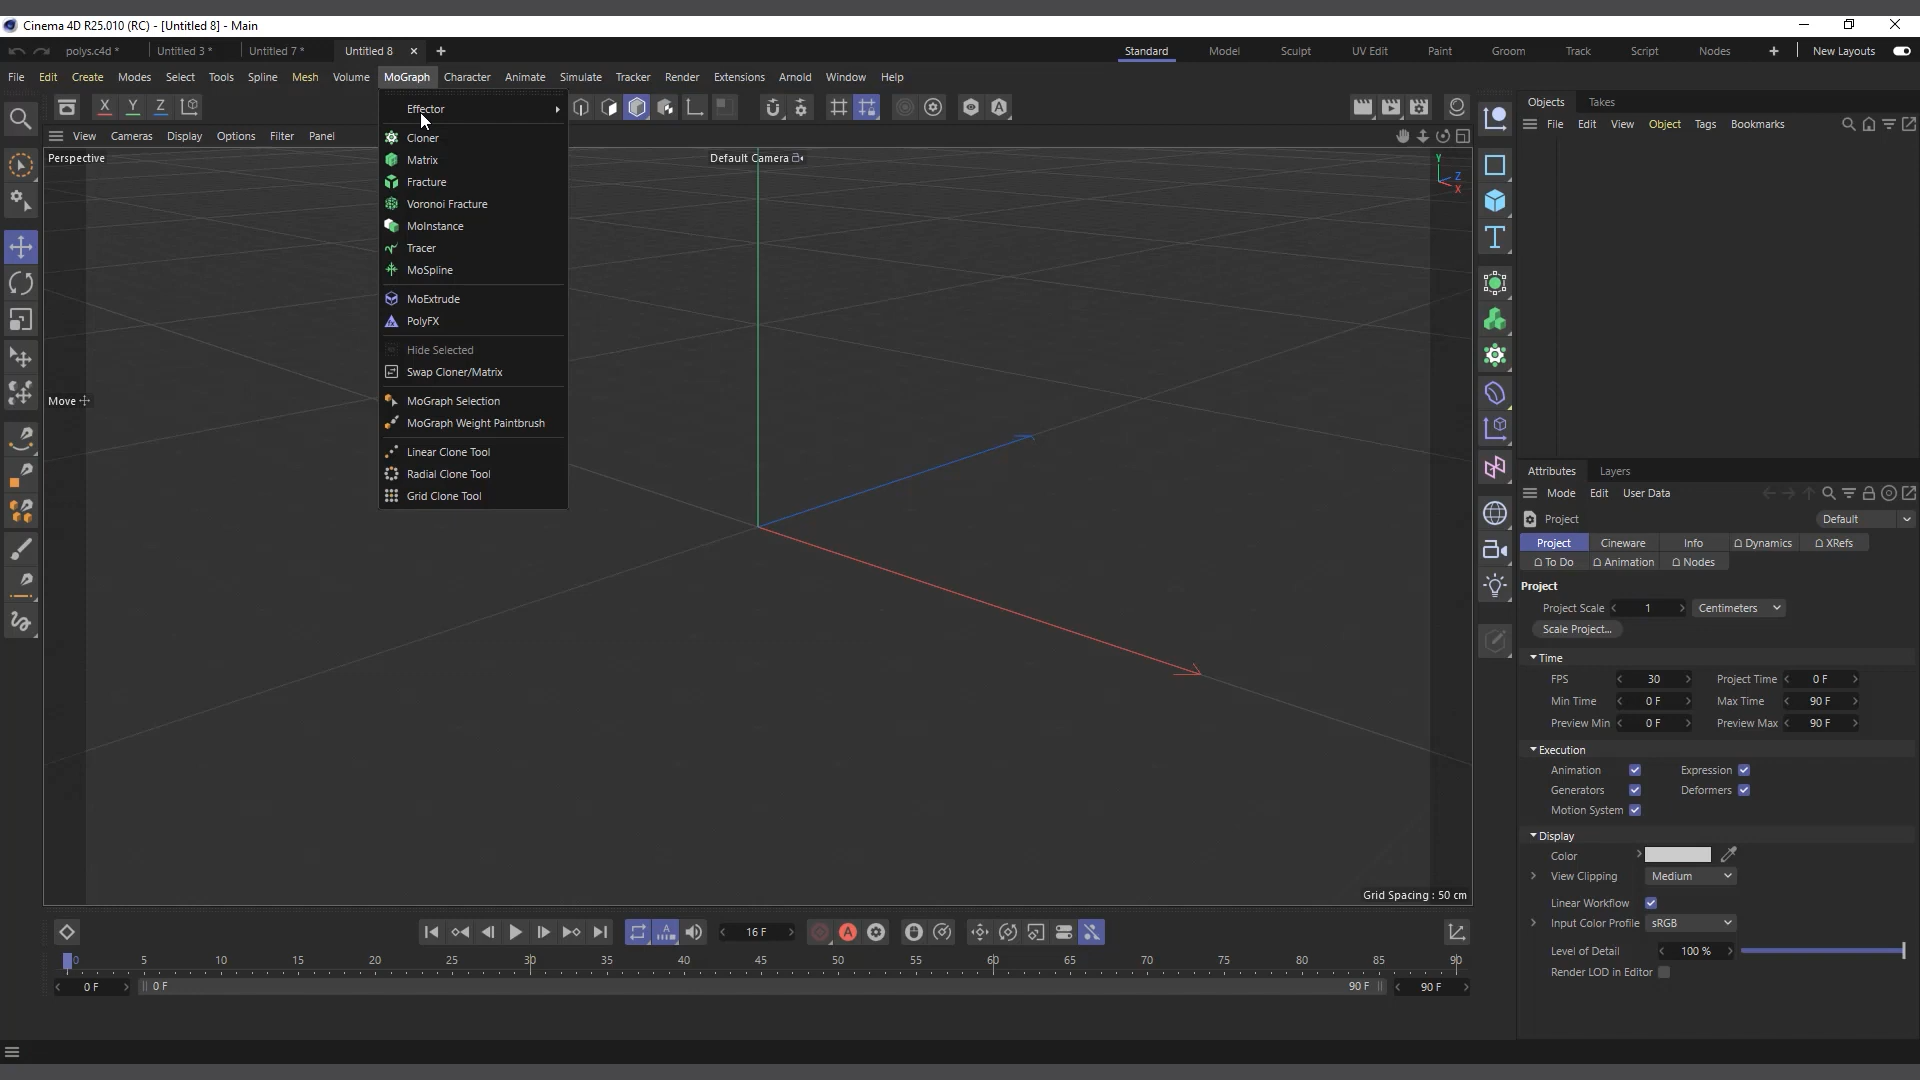 Cinema 4D R25.010 (RC) - [Untitled 8] - Main
polys.c4d * Untitled 3 * Untitled 7 * Untitled 8 Standard Model Sculpt UV Edit Paint Groom Track Script Nodes New Layouts
File Edit Create Modes Select Tools Spline Mesh Volume MoGraph Character Animate Simulate Tracker Render Extensions Arnold Window Help
X Y Z
View Cameras Display Options Filter Panel
Perspective
Default Camera
Y
Z
X
Effector
Cloner
Matrix
Fracture
Voronoi Fracture
MoInstance
Tracer
MoSpline
MoExtrude
PolyFX
Hide Selected
Swap Cloner/Matrix
MoGraph Selection
MoGraph Weight Paintbrush
Linear Clone Tool
Radial Clone Tool
Grid Clone Tool
Move
Grid Spacing : 50 cm
Objects Takes
File Edit View Object Tags Bookmarks
Attributes Layers
Mode Edit User Data
Project Default
Project Cineware Info Dynamics XRefs
To Do Animation Nodes
Project
Project Scale 1 Centimeters
Scale Project...
Time
FPS 30 Project Time 0 F
Min Time 0 F Max Time 90 F
Preview Min 0 F Preview Max 90 F
Execution
Animation Expression
Generators Deformers
Motion System
Display
Color
View Clipping Medium
Linear Workflow
Input Color Profile sRGB
Level of Detail 100 %
Render LOD in Editor
16 F
0 5 10 15 20 25 30 35 40 45 50 55 60 65 70 75 80 85 90
0 F 0 F 90 F 90 F